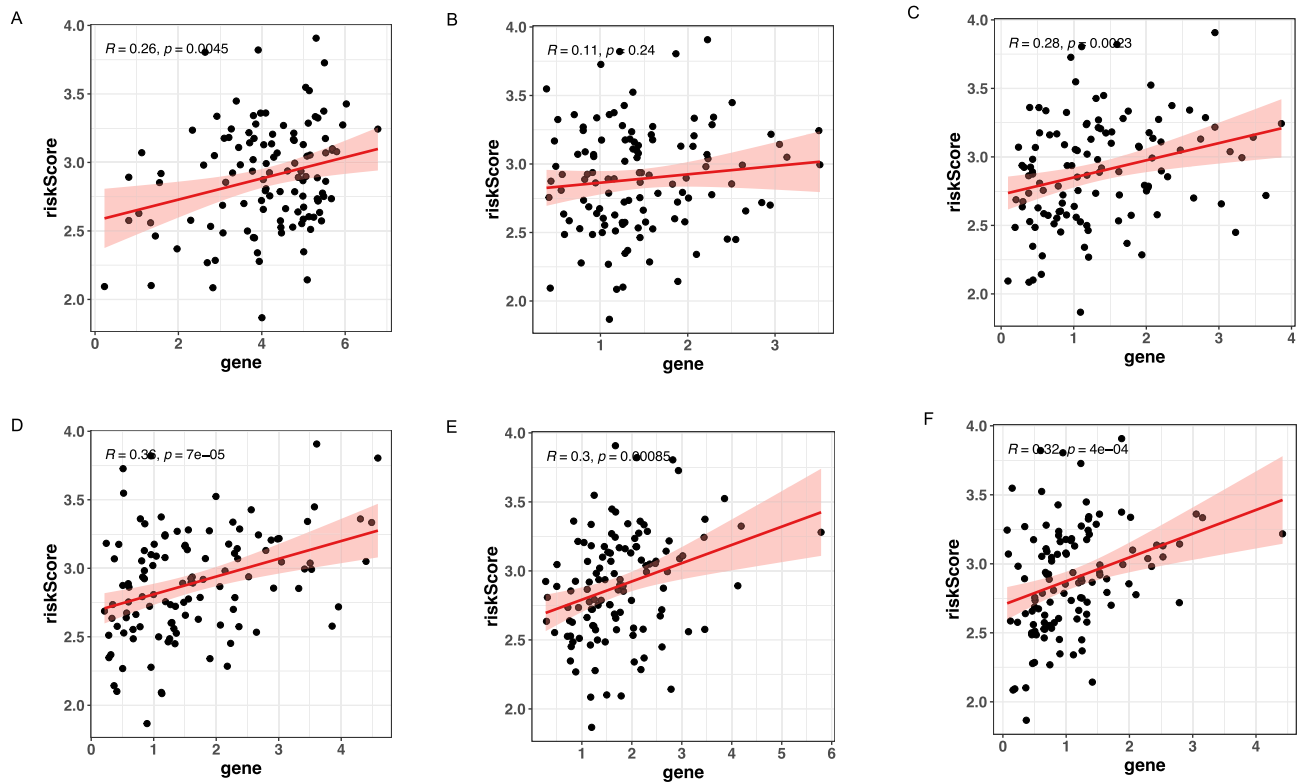 A
R = 0.26, p = 0.0045
riskScore
4.0
3.5
3.0
2.5
2.0
0 2 4 6
gene
B
R = 0.11, p = 0.24
riskScore
4.0
3.5
3.0
2.5
2.0
1 2 3
gene
C
R = 0.28, p = 0.0023
riskScore
4.0
3.5
3.0
2.5
2.0
0 1 2 3 4
gene
D
R = 0.36, p = 7e−05
riskScore
4.0
3.5
3.0
2.5
2.0
0 1 2 3 4
gene
E
R = 0.3, p = 0.00085
riskScore
4.0
3.5
3.0
2.5
2.0
0 1 2 3 4 5 6
gene
F
R = 0.32, p = 4e−04
riskScore
4.0
3.5
3.0
2.5
2.0
0 1 2 3 4
gene